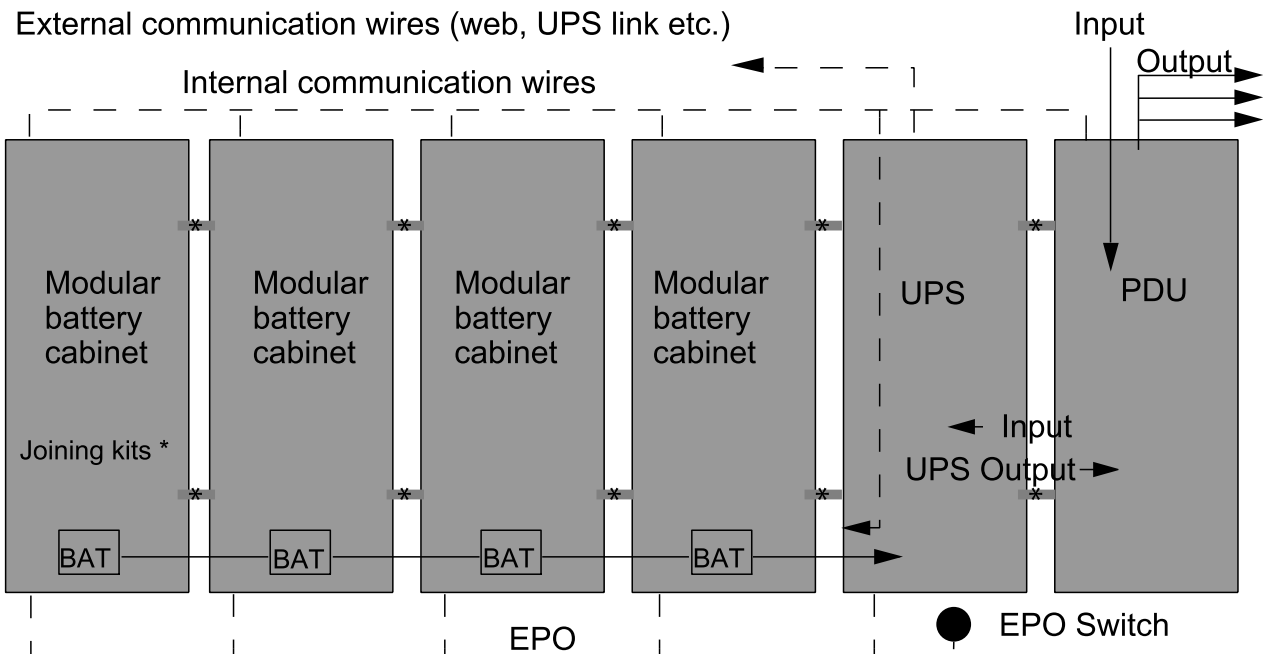 External communication wires (web, UPS link etc.)
Input
Output
Internal communication wires
* * * * *
Modular
battery
cabinet
Modular
battery
cabinet
Modular
battery
cabinet
Modular
battery
cabinet
UPS
PDU
Input
Joining kits *
UPS Output
* * * * *
BAT
BAT
BAT
BAT
EPO
EPO Switch